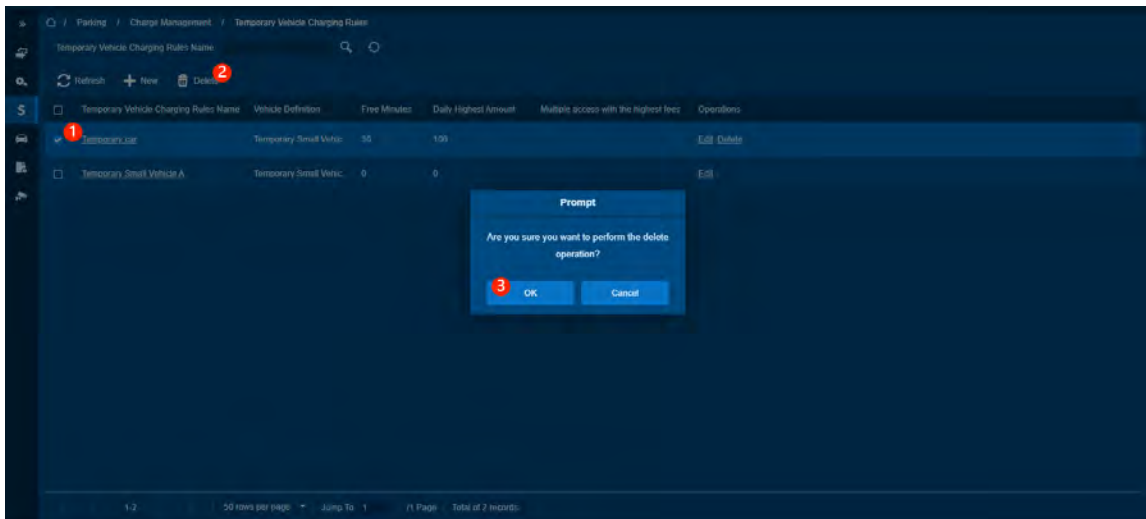 Parking / Charge Management / Temporary Vehicle Charging Rules
Temporary Vehicle Charging Rules Name
Refresh New Delete 2
Temporary Vehicle Charging Rules Name Vehicle Definition Free Minutes Daily Highest Amount Multiple access with the highest fees Operations
1 Temporary car Temporary Small Vehic 30 100 Edit Delete
Temporary Small Vehicle A Temporary Small Vehic 0 0 Edit
Prompt
Are you sure you want to perform the delete
operation?
3 OK Cancel
1-2 50 rows per page Jump To 1 /1 Page Total of 2 records